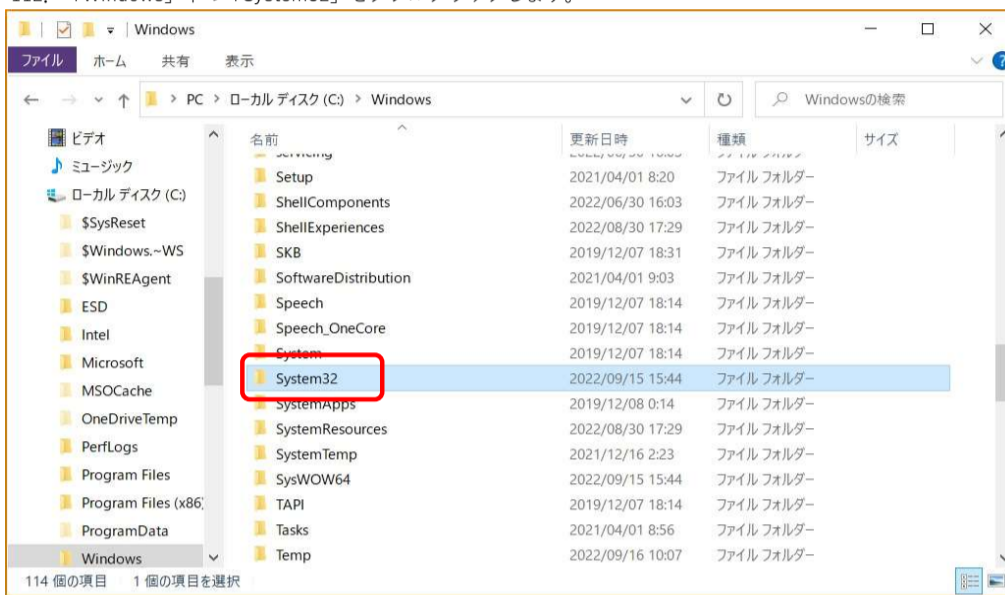 Windows
ファイル ホーム 共有 表示
PC > ローカル ディスク (C:) > Windows
Windowsの検索
名前 更新日時 種類 サイズ
Setup 2021/04/01 8:20 ファイル フォルダー
ShellComponents 2022/06/30 16:03 ファイル フォルダー
ShellExperiences 2022/08/30 17:29 ファイル フォルダー
SKB 2019/12/07 18:31 ファイル フォルダー
SoftwareDistribution 2021/04/01 9:03 ファイル フォルダー
Speech 2019/12/07 18:14 ファイル フォルダー
Speech_OneCore 2019/12/07 18:14 ファイル フォルダー
System 2019/12/07 18:14 ファイル フォルダー
System32 2022/09/15 15:44 ファイル フォルダー
SystemApps 2019/12/08 0:14 ファイル フォルダー
SystemResources 2022/08/30 17:29 ファイル フォルダー
SystemTemp 2021/12/16 2:23 ファイル フォルダー
SysWOW64 2022/09/15 15:44 ファイル フォルダー
TAPI 2019/12/07 18:14 ファイル フォルダー
Tasks 2021/04/01 8:56 ファイル フォルダー
Temp 2022/09/16 10:07 ファイル フォルダー
ビデオ
ミュージック
ローカル ディスク (C:)
$SysReset
$Windows.~WS
$WinREAgent
ESD
Intel
Microsoft
MSOCache
OneDriveTemp
PerfLogs
Program Files
Program Files (x86)
ProgramData
Windows
114 個の項目 1 個の項目を選択